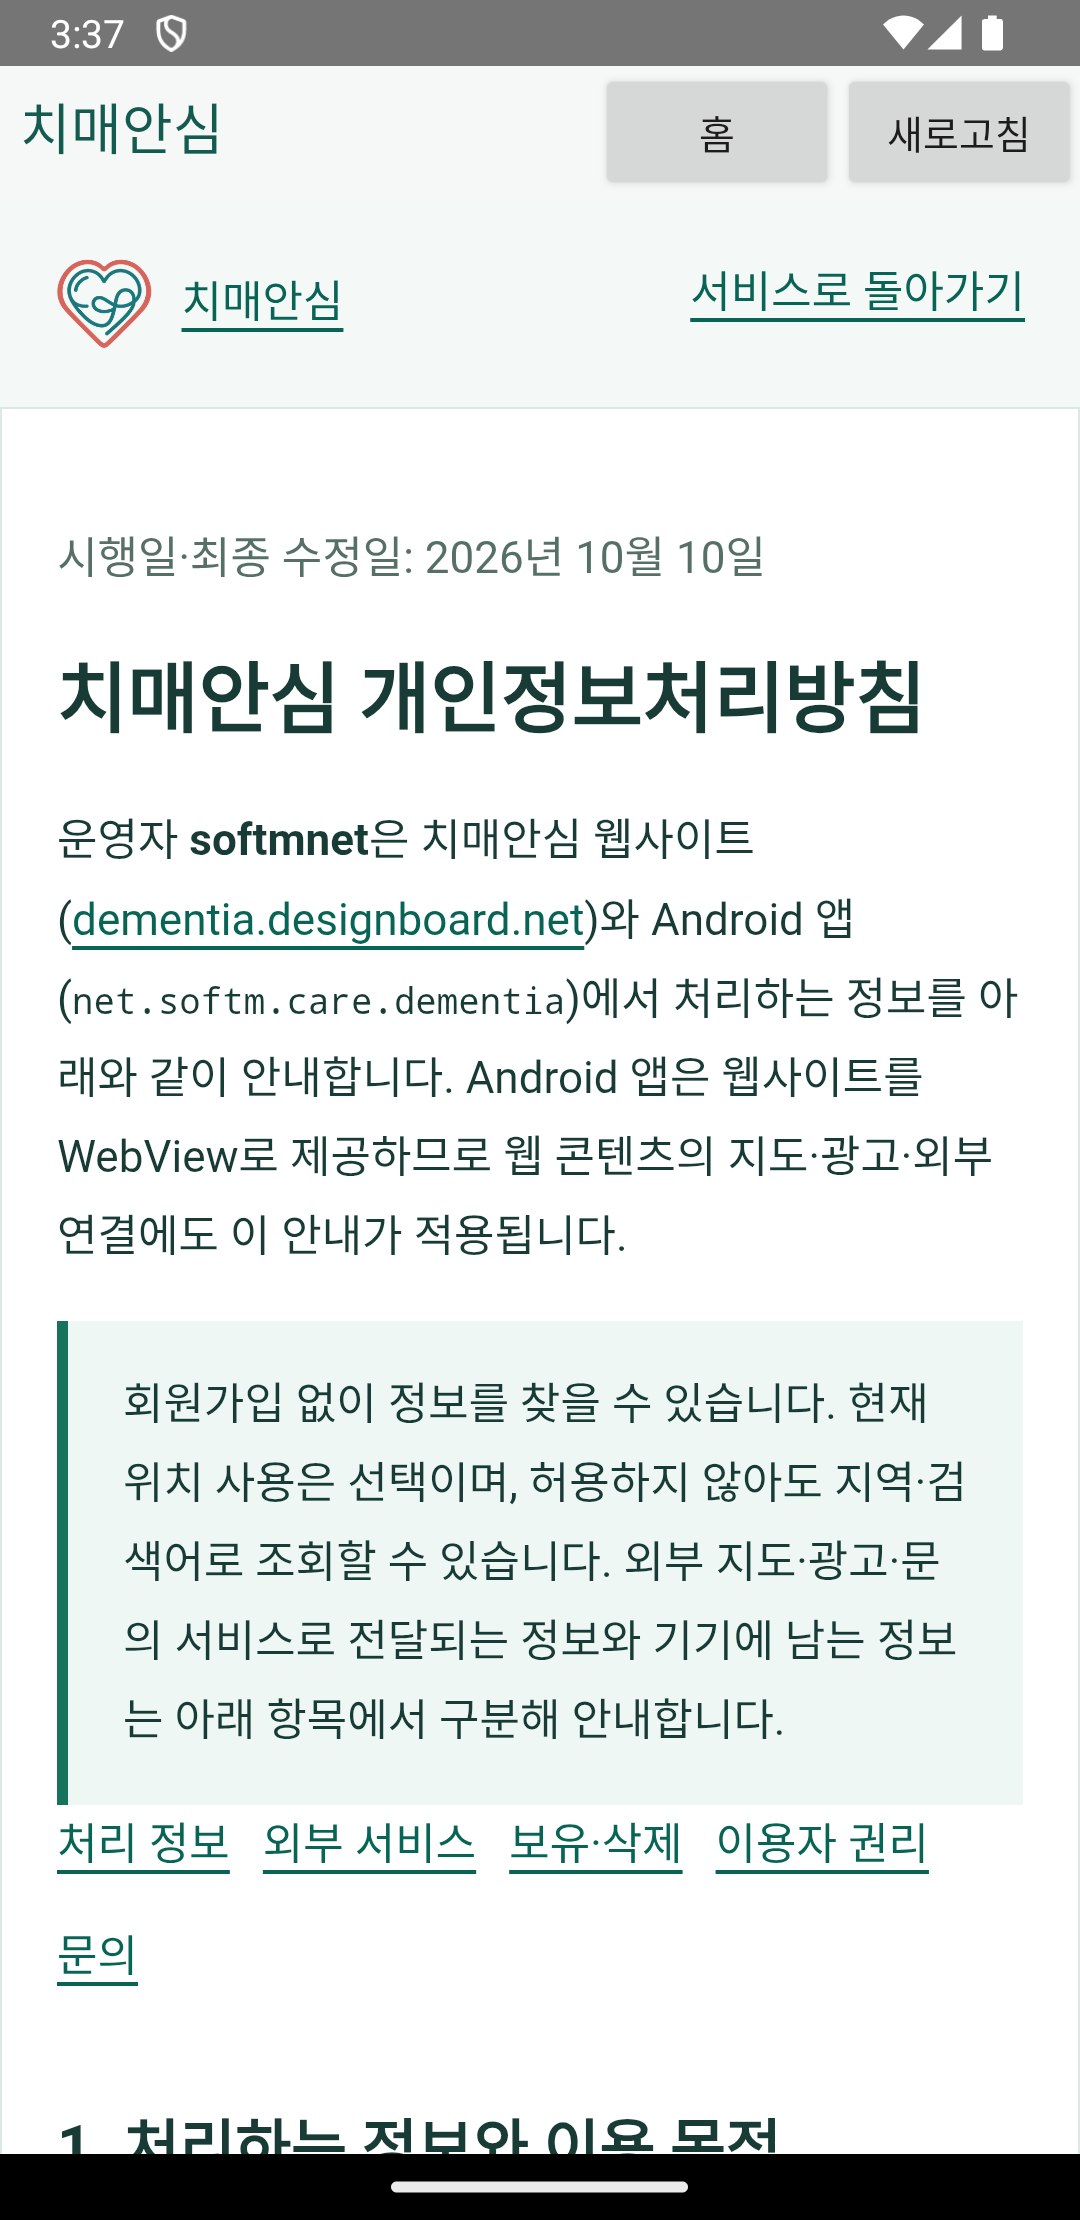 3:37
치매안심
홈
새로고침
치매안심
서비스로 돌아가기
시행일·최종 수정일: 2026년 10월 10일
치매안심 개인정보처리방침
운영자 softmnet은 치매안심 웹사이트
(dementia.designboard.net)와 Android 앱
(net.softm.care.dementia)에서 처리하는 정보를 아
래와 같이 안내합니다. Android 앱은 웹사이트를
WebView로 제공하므로 웹 콘텐츠의 지도·광고·외부
연결에도 이 안내가 적용됩니다.
회원가입 없이 정보를 찾을 수 있습니다. 현재
위치 사용은 선택이며, 허용하지 않아도 지역·검
색어로 조회할 수 있습니다. 외부 지도·광고·문
의 서비스로 전달되는 정보와 기기에 남는 정보
는 아래 항목에서 구분해 안내합니다.
처리 정보 외부 서비스 보유·삭제 이용자 권리
문의
1. 처리하는 정보와 이용 목적